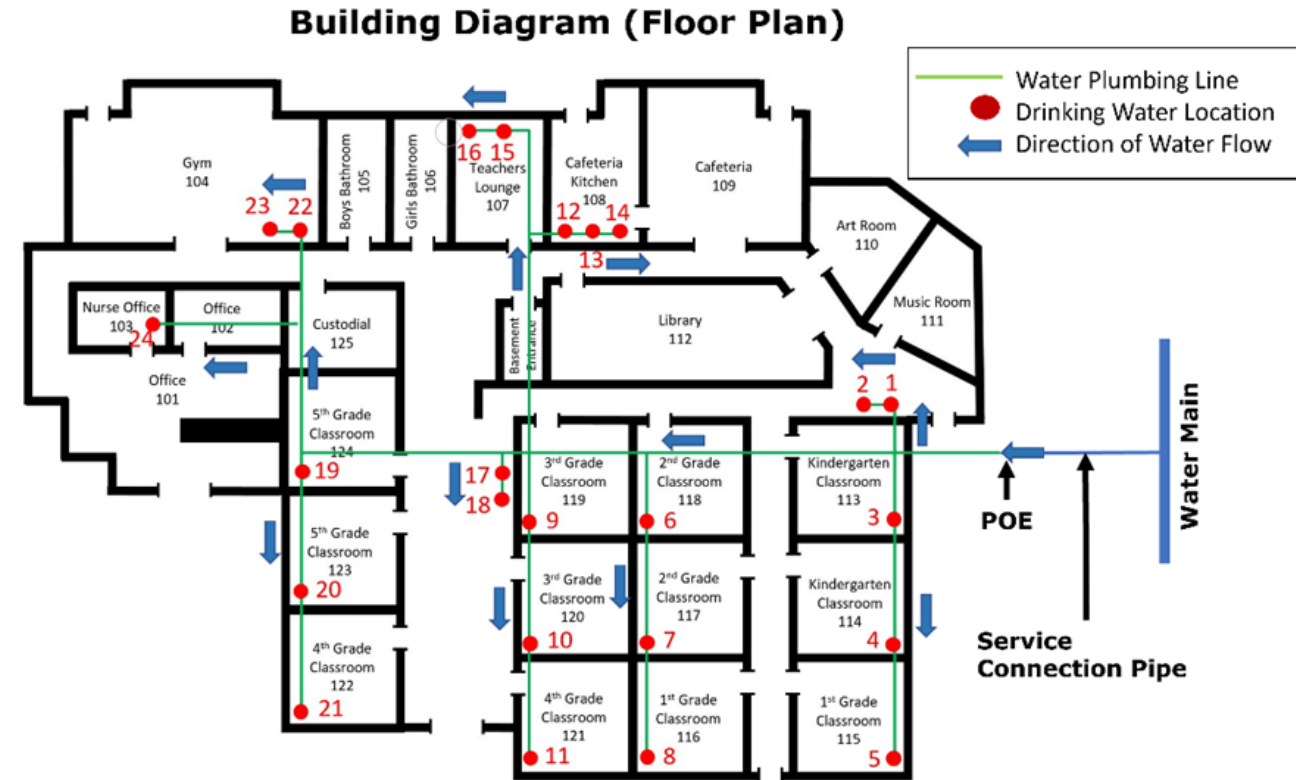 Building Diagram (Floor Plan)
Water Plumbing Line
Drinking Water Location
Direction of Water Flow
Gym
104
23
22
Boys Bathroom
105
Girls Bathroom
106
16
15
Teachers
Lounge
107
Cafeteria
Kitchen
108
12
14
13
Cafeteria
109
Art Room
110
Music Room
111
Nurse Office
103
24
Office
102
Custodial
125
Office
101
Basement
Entrance
Library
112
2
1
5th Grade
Classroom
124
19
17
18
3rd Grade
Classroom
119
9
2nd Grade
Classroom
118
6
Kindergarten
Classroom
113
3
POE
Water Main
5th Grade
Classroom
123
20
3rd Grade
Classroom
120
10
2nd Grade
Classroom
117
7
Kindergarten
Classroom
114
4
Service
Connection Pipe
4th Grade
Classroom
122
21
4th Grade
Classroom
121
11
1st Grade
Classroom
116
8
1st Grade
Classroom
115
5